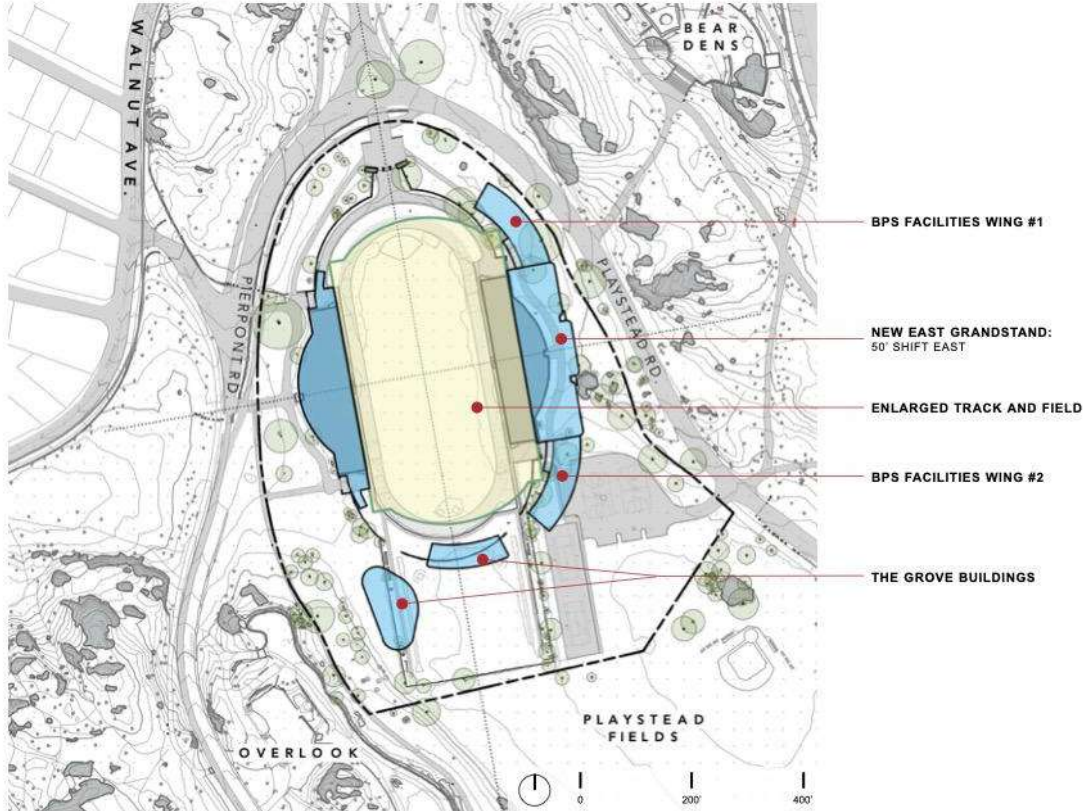 BEAR
DENS
WALNUT AVE.
BPS FACILITIES WING #1
PIERPONT RD
PLAYSTEAD RD
NEW EAST GRANDSTAND:
50' SHIFT EAST
ENLARGED TRACK AND FIELD
BPS FACILITIES WING #2
THE GROVE BUILDINGS
PLAYSTEAD
FIELDS
OVERLOOK
0
200'
400'